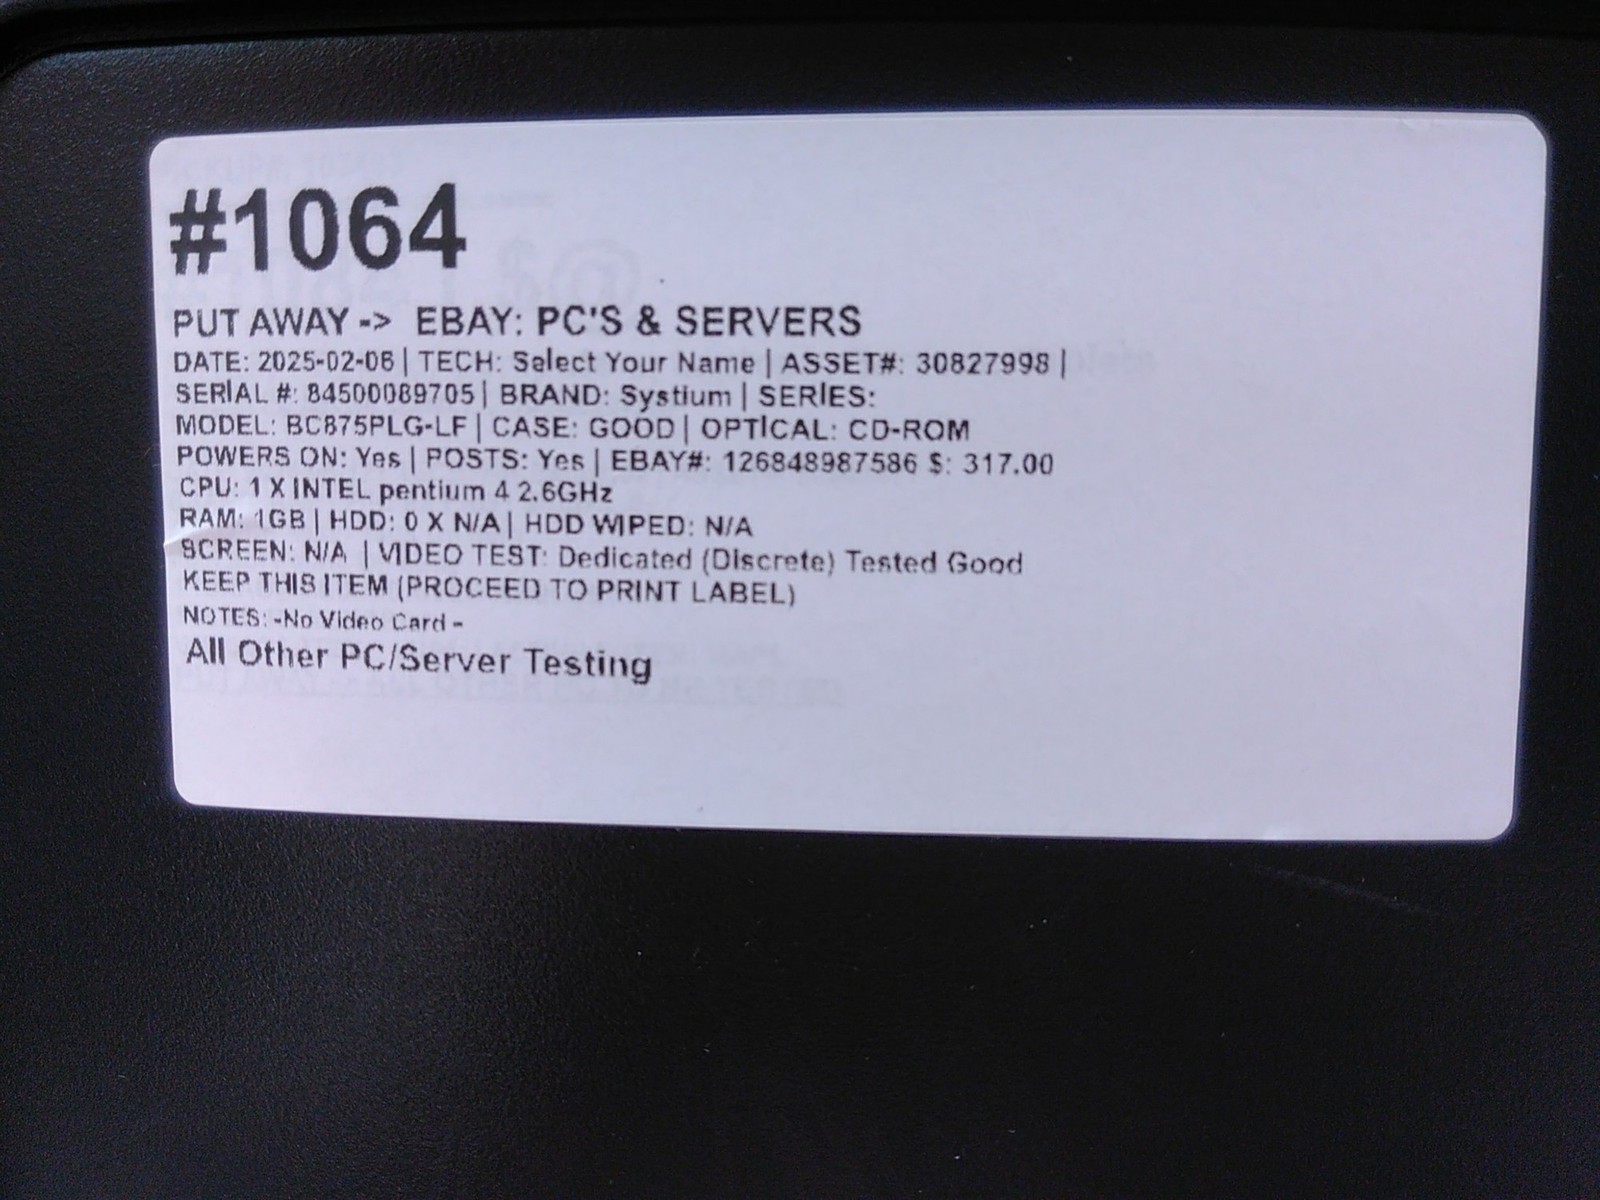 #1064
PUT AWAY -> EBAY: PC'S & SERVERS
DATE: 2025-02-06 | TECH: Select Your Name | ASSET#: 30827998 |
SERIAL #: 84500089705 | BRAND: Systium | SERIES:
MODEL: BC875PLG-LF | CASE: GOOD | OPTICAL: CD-ROM
POWERS ON: Yes | POSTS: Yes | EBAY#: 126848987586 $: 317.00
CPU: 1 X INTEL pentium 4 2.6GHz
RAM: 1GB | HDD: 0 X N/A | HDD WIPED: N/A
SCREEN: N/A | VIDEO TEST: Dedicated (Discrete) Tested Good
KEEP THIS ITEM (PROCEED TO PRINT LABEL)
NOTES: -No Video Card -
All Other PC/Server Testing